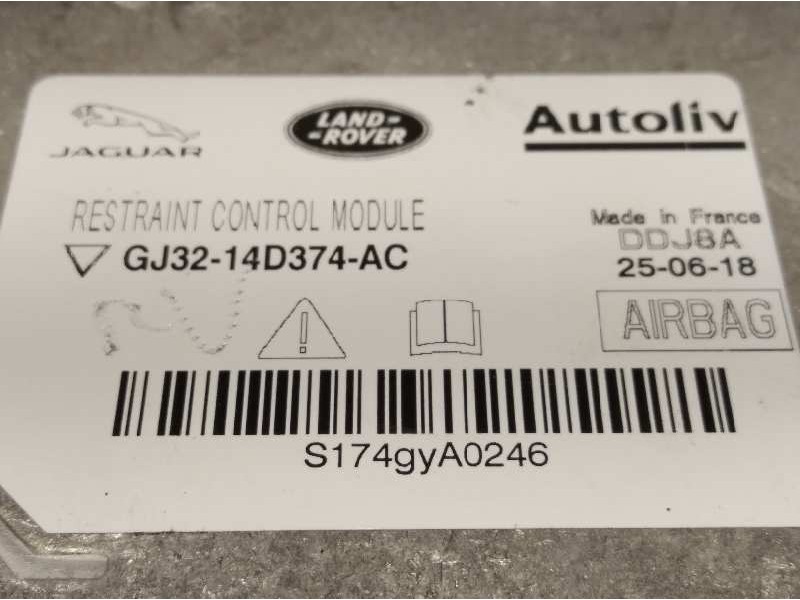 JAGUAR
LAND-
-ROVER
Autoliv
RESTRAINT CONTROL MODULE
GJ32-14D374-AC
Made in France
DDJ8A
25-06-18
AIRBAG
S174gyA0246